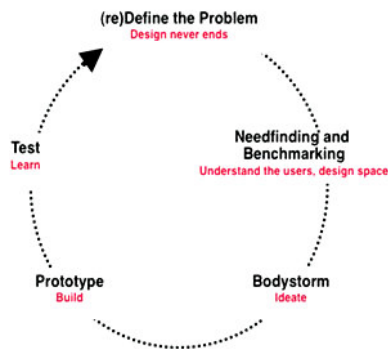 (re)Define the Problem
Design never ends
Needfinding and
Benchmarking
Understand the users, design space
Bodystorm
Ideate
Prototype
Build
Test
Learn